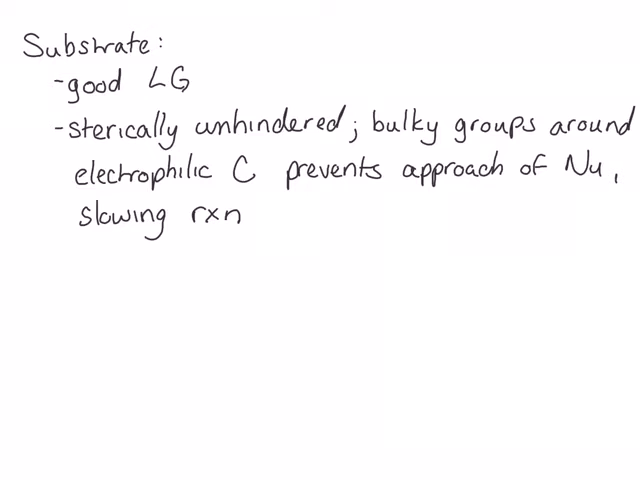 Substrate:
- good LG
- sterically unhindered; bulky groups around
electrophilic C prevents approach of Nu,
slowing rxn